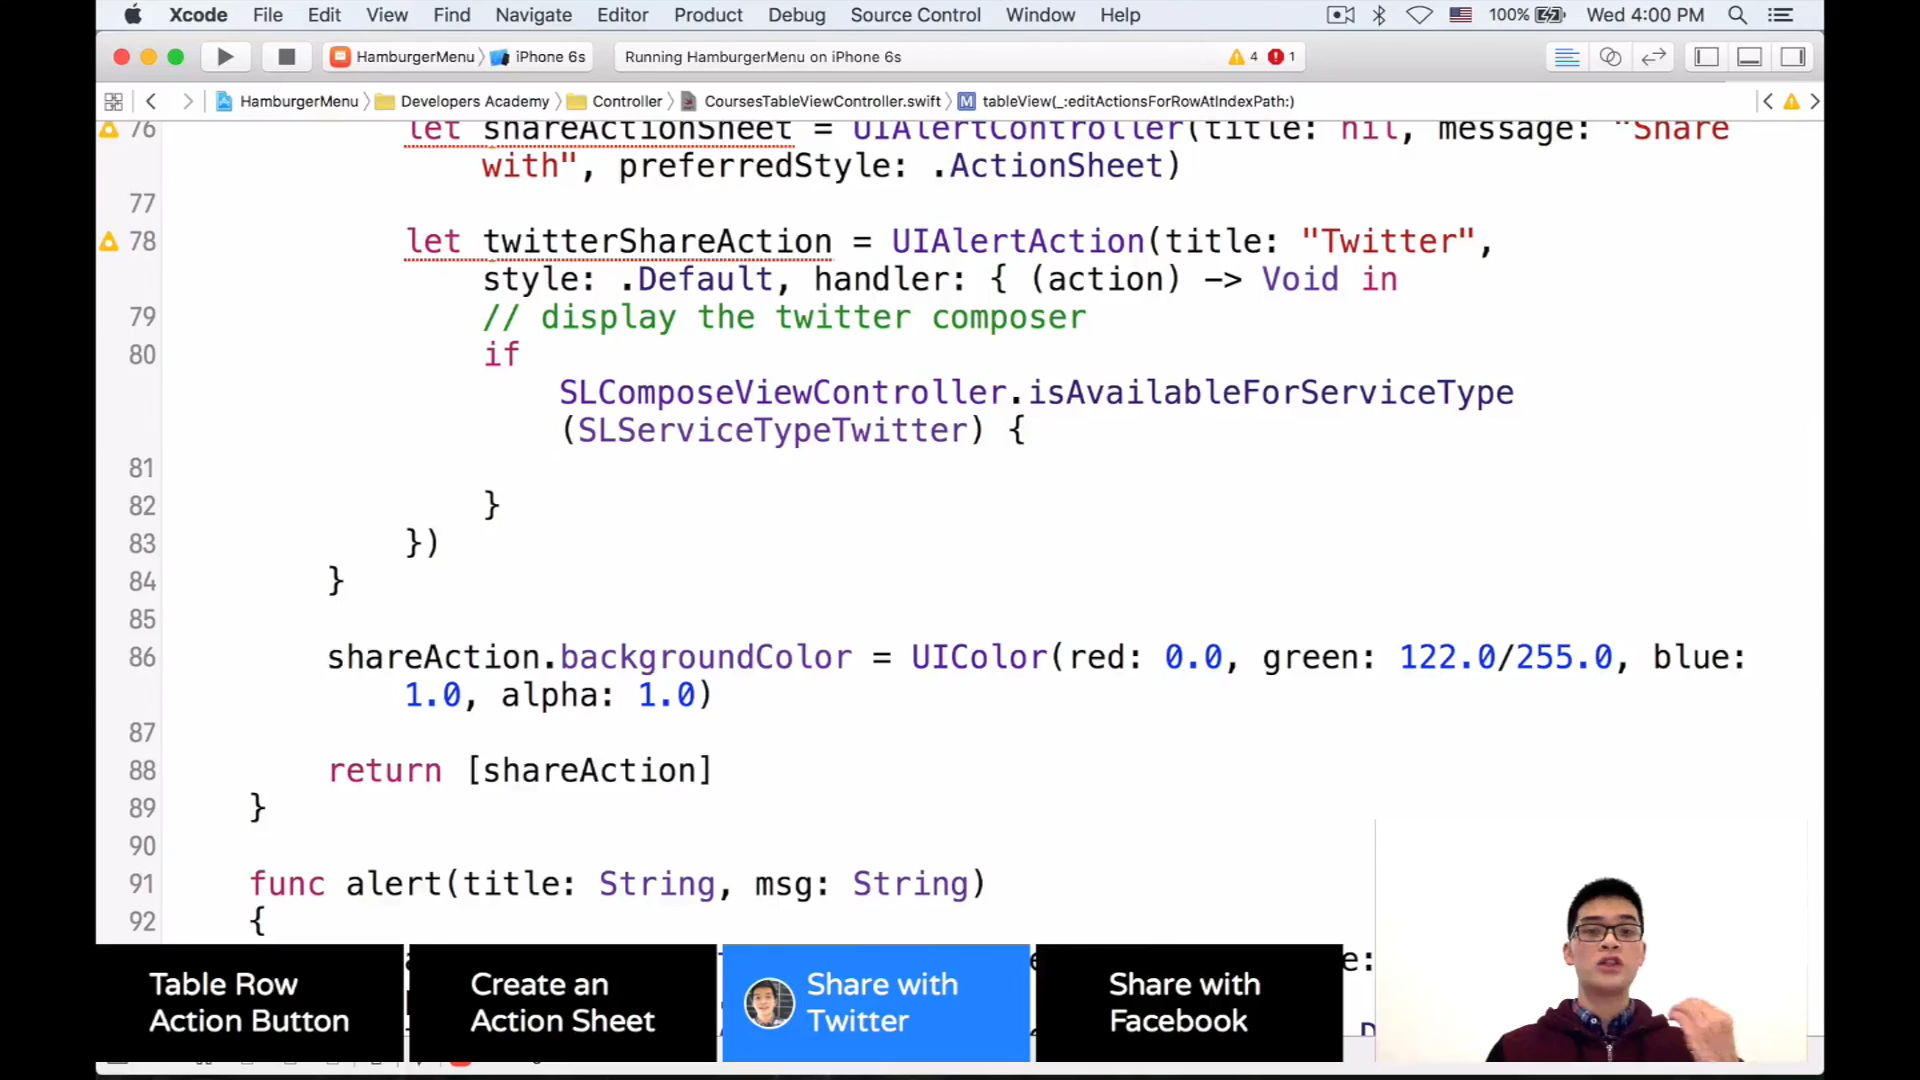 Xcode File Edit View Find Navigate Editor Product Debug Source Control Window Help 100% Wed 4:00 PM
HamburgerMenu iPhone 6s Running HamburgerMenu on iPhone 6s 4 1
HamburgerMenu Developers Academy Controller CoursesTableViewController.swift M tableView(_:editActionsForRowAtIndexPath:)
76 let shareActionSheet = UIAlertController(title: nil, message: "Share
with", preferredStyle: .ActionSheet)
77
78 let twitterShareAction = UIAlertAction(title: "Twitter",
style: .Default, handler: { (action) -> Void in
79 // display the twitter composer
80 if
SLComposeViewController.isAvailableForServiceType
(SLServiceTypeTwitter) {
81
82 }
83 })
84 }
85
86 shareAction.backgroundColor = UIColor(red: 0.0, green: 122.0/255.0, blue:
1.0, alpha: 1.0)
87
88 return [shareAction]
89 }
90
91 func alert(title: String, msg: String)
92 {
e:
Table Row
Action Button
Create an
Action Sheet
Share with
Twitter
Share with
Facebook